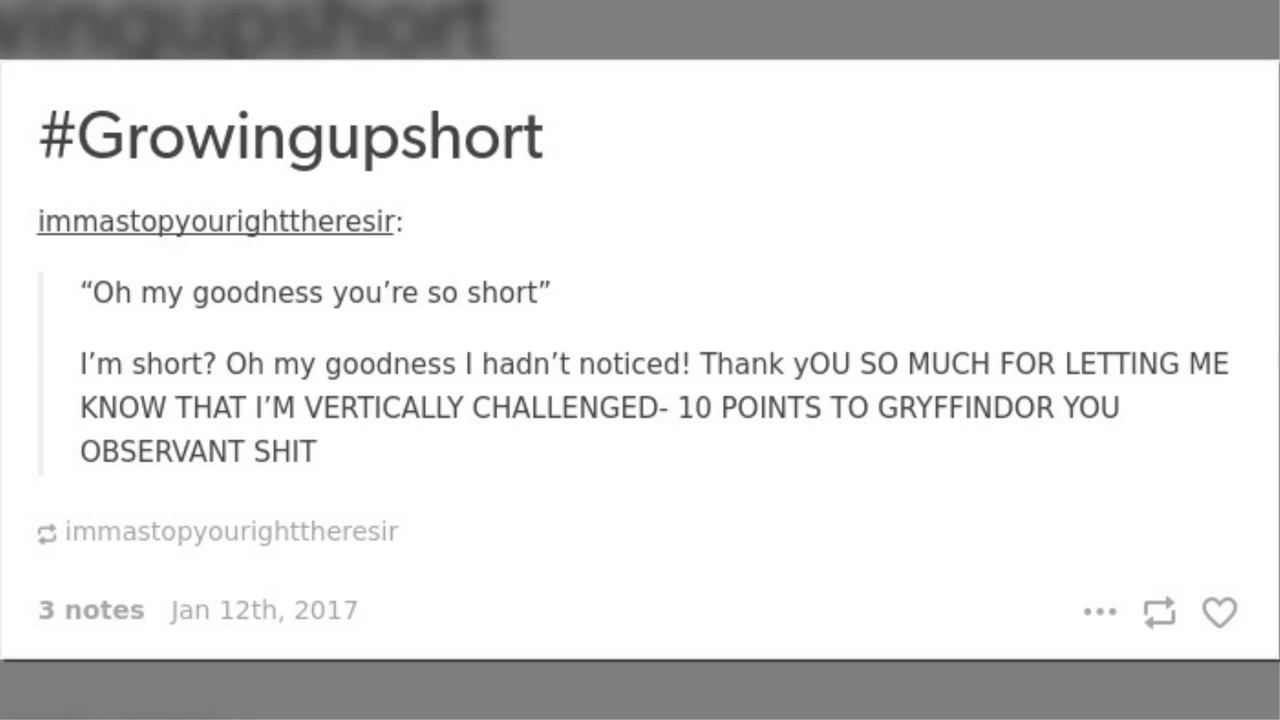 #Growingupshort
immastopyourighttheresir:
“Oh my goodness you’re so short”
I’m short? Oh my goodness I hadn’t noticed! Thank yOU SO MUCH FOR LETTING ME
KNOW THAT I’M VERTICALLY CHALLENGED- 10 POINTS TO GRYFFINDOR YOU
OBSERVANT SHIT
immastopyourighttheresir
3 notes Jan 12th, 2017